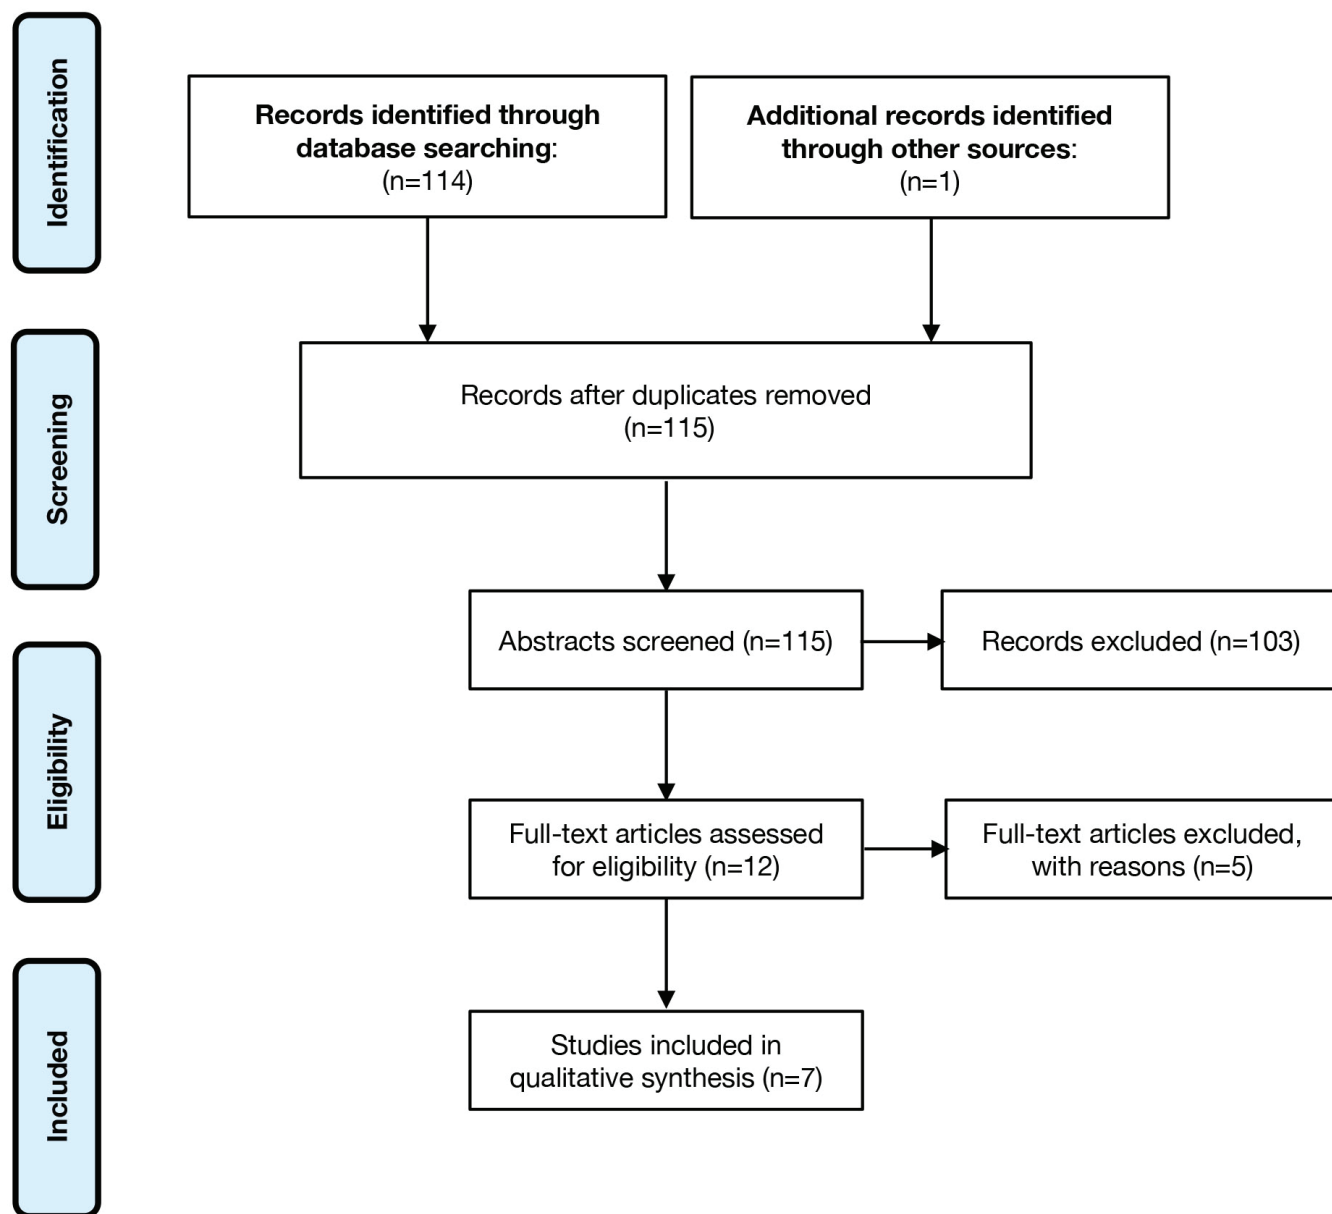 Identification
Records identified through
database searching:
(n=114)
Additional records identified
through other sources:
(n=1)
Screening
Records after duplicates removed
(n=115)
Abstracts screened (n=115)
Records excluded (n=103)
Eligibility
Full-text articles assessed
for eligibility (n=12)
Full-text articles excluded,
with reasons (n=5)
Included
Studies included in
qualitative synthesis (n=7)